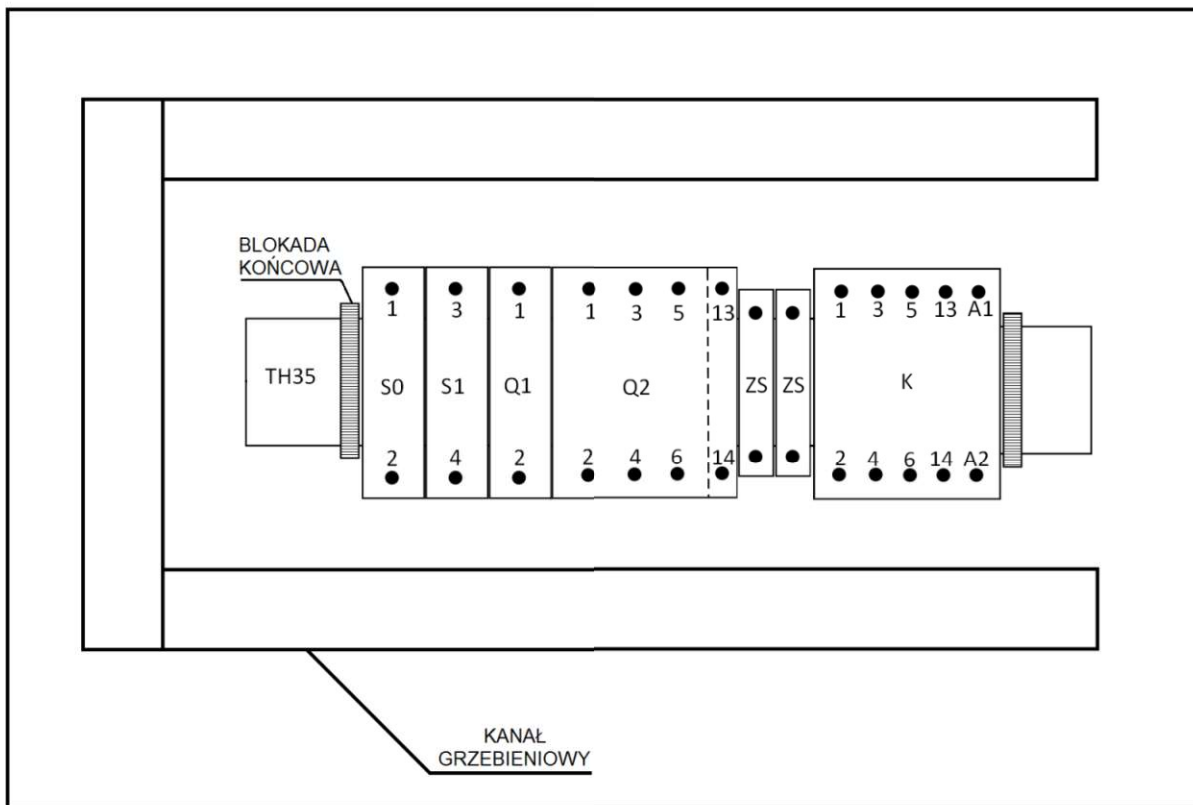 BLOKADA
KOŃCOWA
1 3 1 1 3 5 13 1 3 5 13 A1
TH35 S0 S1 Q1 Q2 ZS ZS K
2 4 2 2 4 6 14 2 4 6 14 A2
KANAŁ
GRZEBIENIOWY